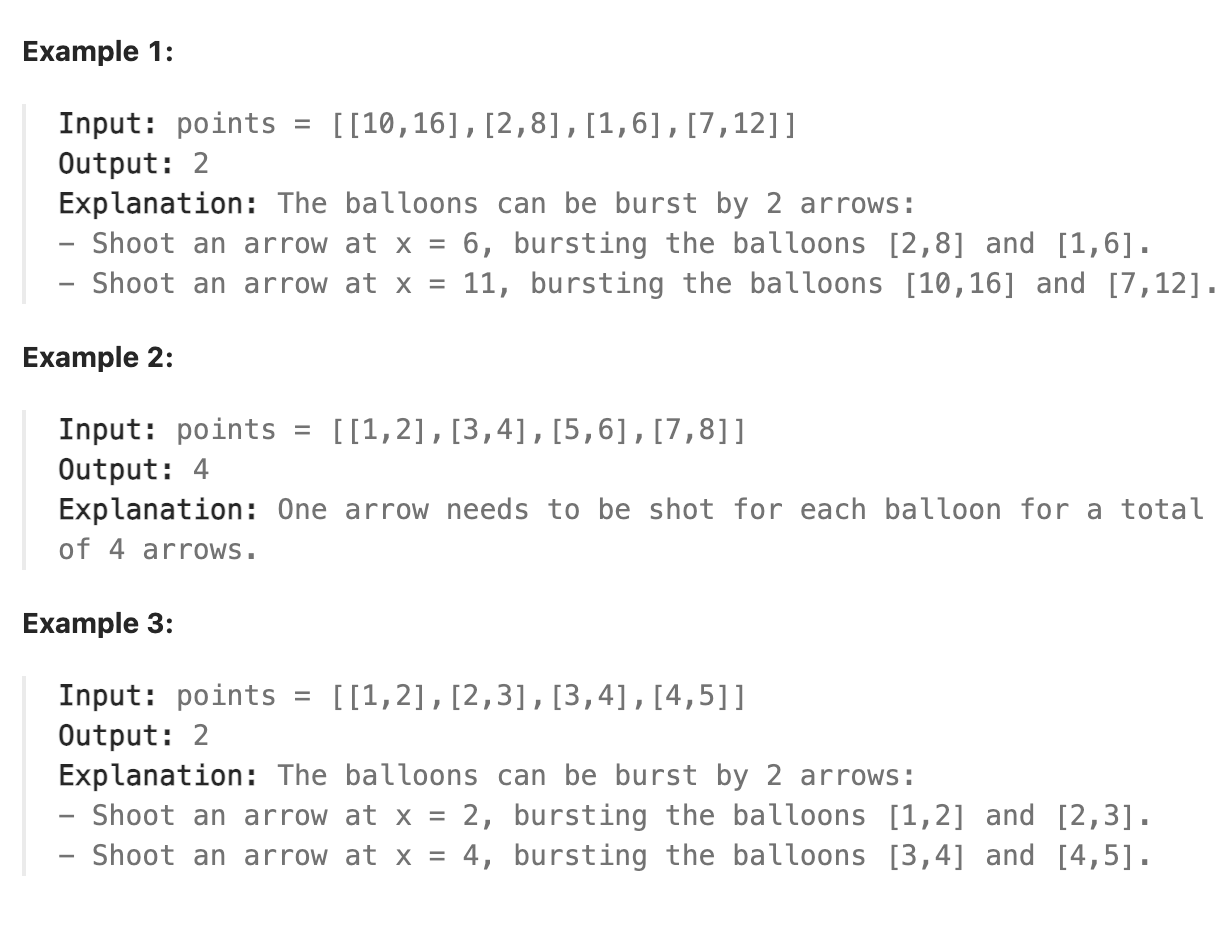 Example 1:
Input: points = [[10,16],[2,8],[1,6],[7,12]]
Output: 2
Explanation: The balloons can be burst by 2 arrows:
– Shoot an arrow at x = 6, bursting the balloons [2,8] and [1,6].
– Shoot an arrow at x = 11, bursting the balloons [10,16] and [7,12].
Example 2:
Input: points = [[1,2],[3,4],[5,6],[7,8]]
Output: 4
Explanation: One arrow needs to be shot for each balloon for a total
of 4 arrows.
Example 3:
Input: points = [[1,2],[2,3],[3,4],[4,5]]
Output: 2
Explanation: The balloons can be burst by 2 arrows:
– Shoot an arrow at x = 2, bursting the balloons [1,2] and [2,3].
– Shoot an arrow at x = 4, bursting the balloons [3,4] and [4,5].